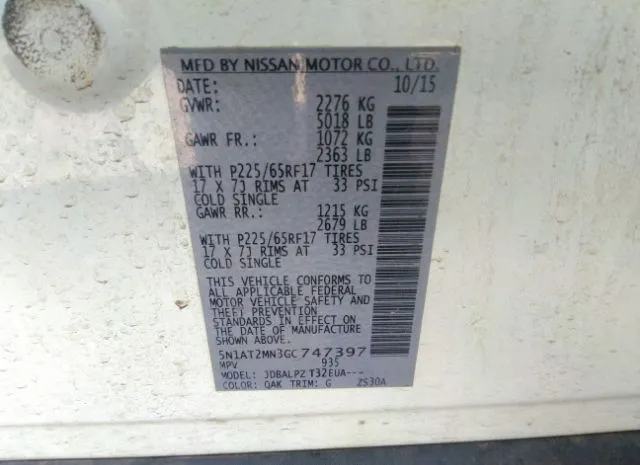 MFD BY NISSAN MOTOR CO., LTD.
DATE: 10/15
GVWR: 2276 KG
5018 LB
GAWR FR.: 1072 KG
2363 LB
WITH P225/65RF17 TIRES
17 X 7J RIMS AT 33 PSI
COLD SINGLE
GAWR RR.: 1215 KG
2679 LB
WITH P225/65RF17 TIRES
17 X 7J RIMS AT 33 PSI
COLD SINGLE
THIS VEHICLE CONFORMS TO
ALL APPLICABLE FEDERAL
MOTOR VEHICLE SAFETY AND
THEFT PREVENTION
STANDARDS IN EFFECT ON
THE DATE OF MANUFACTURE
SHOWN ABOVE.
5N1AT2MN3GC747397
MPV 935
MODEL: JDBALPZ T32EUA---
COLOR: QAK TRIM: G ZS30A